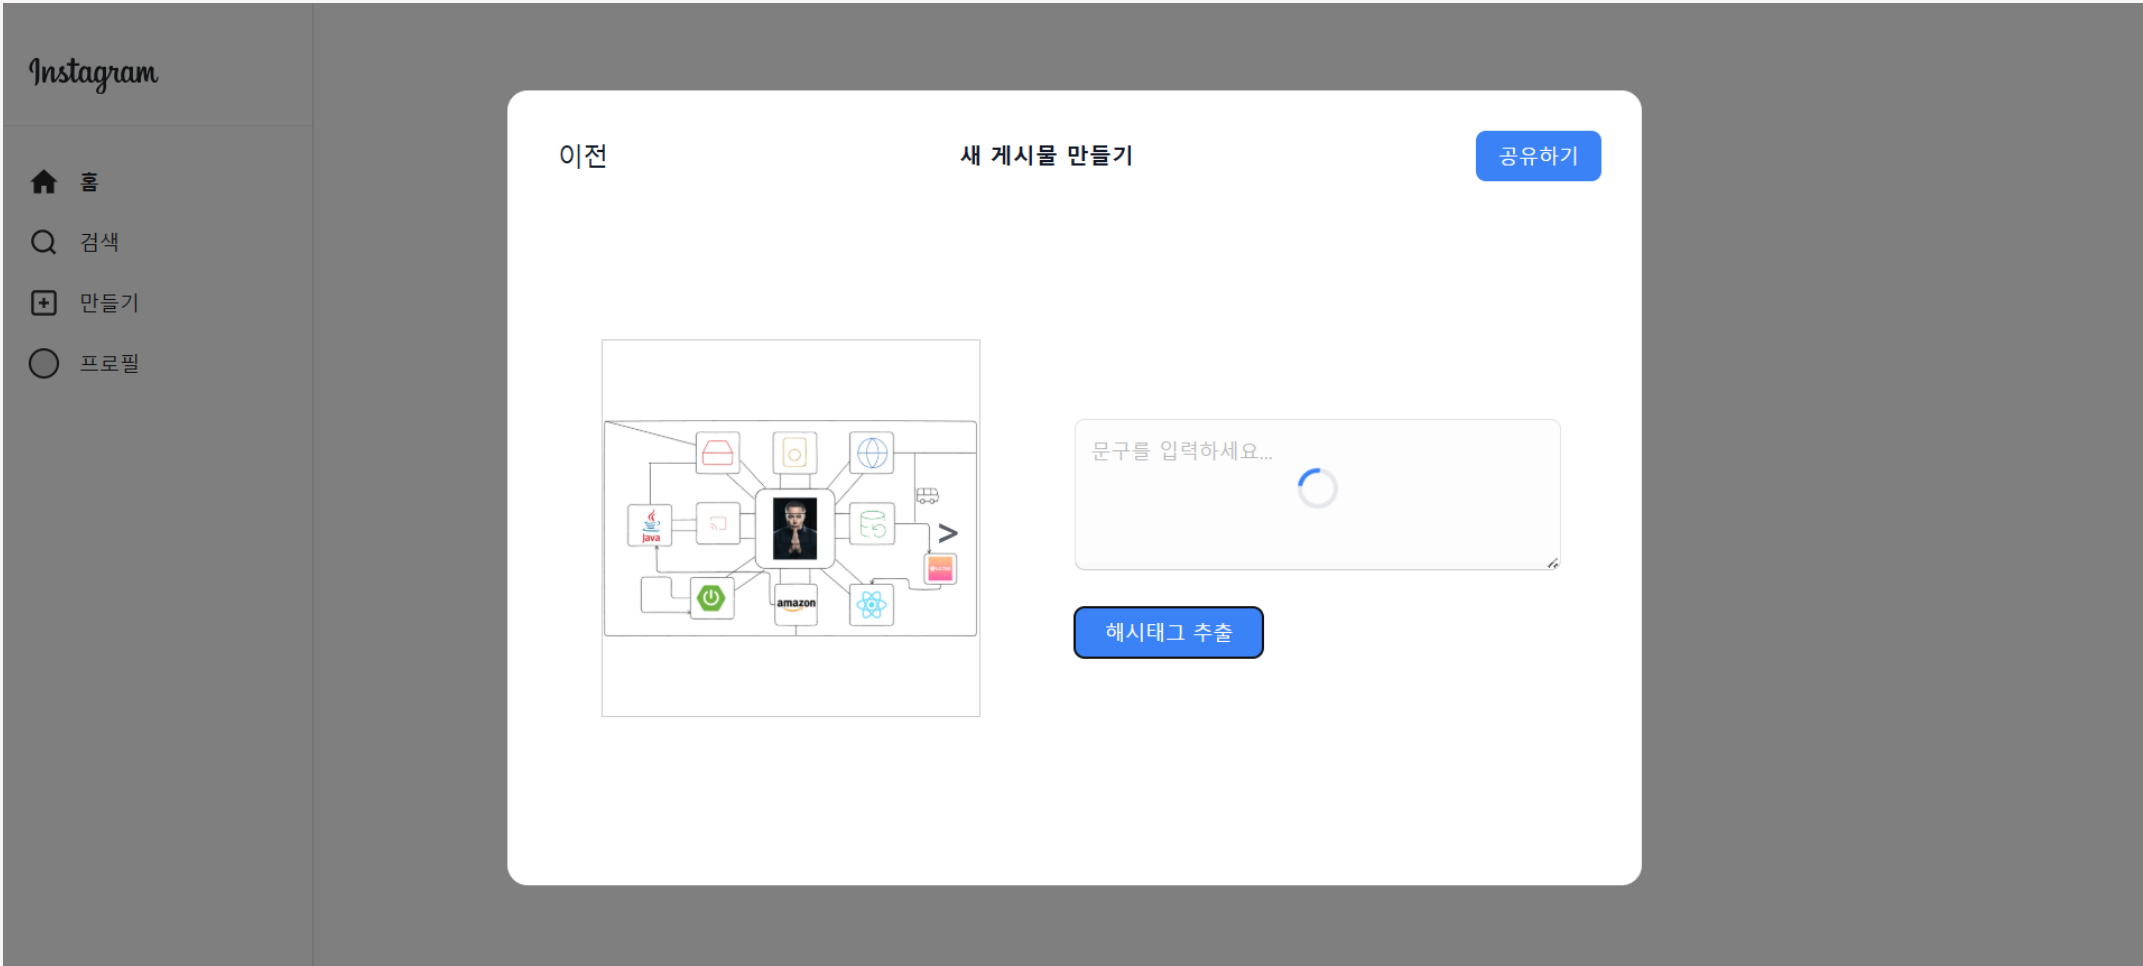 Instagram
홈
검색
만들기
프로필
이전
새 게시물 만들기
공유하기
문구를 입력하세요...
Java
amazon
>
해시태그 추출